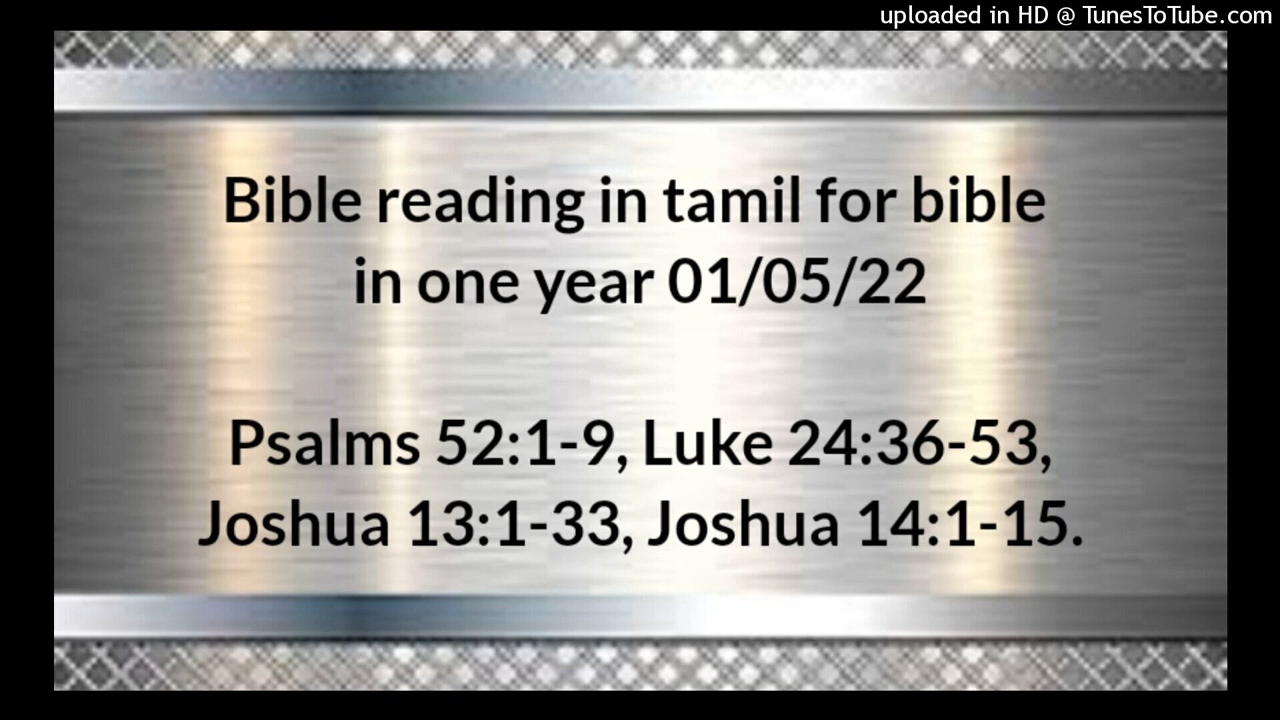 uploaded in HD @ TunesToTube.com
Bible reading in tamil for bible
in one year 01/05/22
Psalms 52:1-9, Luke 24:36-53,
Joshua 13:1-33, Joshua 14:1-15.